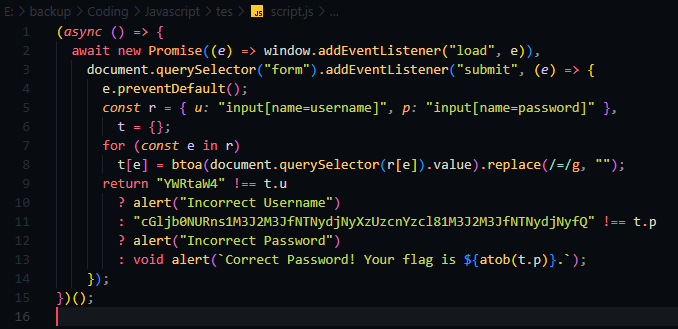 E: > backup > Coding > Javascript > tes > JS script.js > ...
1 (async () => {
2 await new Promise((e) => window.addEventListener("load", e)),
3 document.querySelector("form").addEventListener("submit", (e) => {
4 e.preventDefault();
5 const r = { u: "input[name=username]", p: "input[name=password]" },
6 t = {};
7 for (const e in r)
8 t[e] = btoa(document.querySelector(r[e]).value).replace(/=/g, "");
9 return "YWRtaW4" !== t.u
10 ? alert("Incorrect Username")
11 : "cGljb0NURns1M3J2M3JfNTNydjNyXzUzcnYzcl81M3J2M3JfNTNydjNyfQ" !== t.p
12 ? alert("Incorrect Password")
13 : void alert(`Correct Password! Your flag is ${atob(t.p)}.`);
14 });
15 })();
16